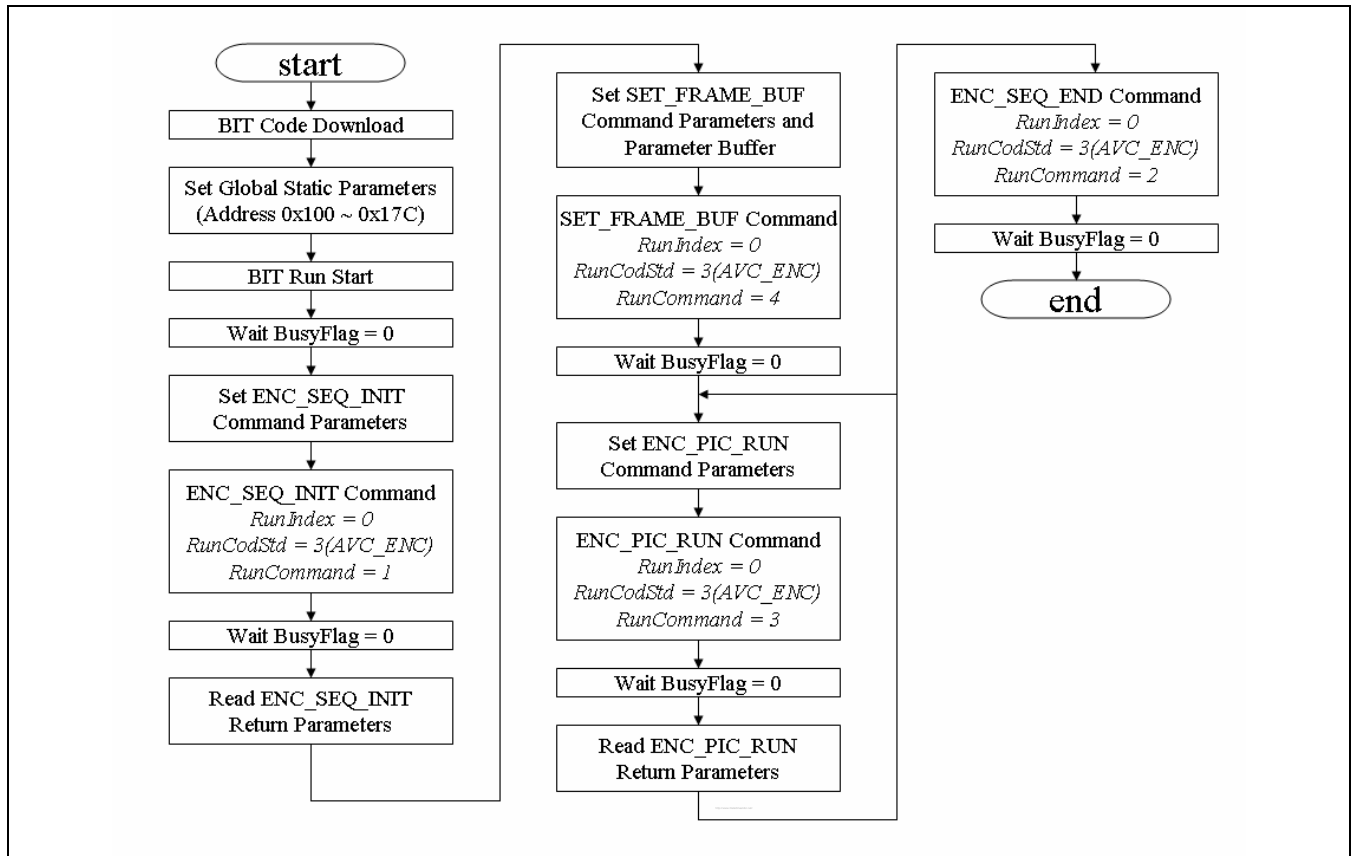 start
BIT Code Download
Set Global Static Parameters
(Address 0x100 ~ 0x17C)
BIT Run Start
Wait BusyFlag = 0
Set ENC_SEQ_INIT
Command Parameters
ENC_SEQ_INIT Command
RunIndex = 0
RunCodStd = 3(AVC_ENC)
RunCommand = 1
Wait BusyFlag = 0
Read ENC_SEQ_INIT
Return Parameters
Set SET_FRAME_BUF
Command Parameters and
Parameter Buffer
SET_FRAME_BUF Command
RunIndex = 0
RunCodStd = 3(AVC_ENC)
RunCommand = 4
Wait BusyFlag = 0
Set ENC_PIC_RUN
Command Parameters
ENC_PIC_RUN Command
RunIndex = 0
RunCodStd = 3(AVC_ENC)
RunCommand = 3
Wait BusyFlag = 0
Read ENC_PIC_RUN
Return Parameters
ENC_SEQ_END Command
RunIndex = 0
RunCodStd = 3(AVC_ENC)
RunCommand = 2
Wait BusyFlag = 0
end